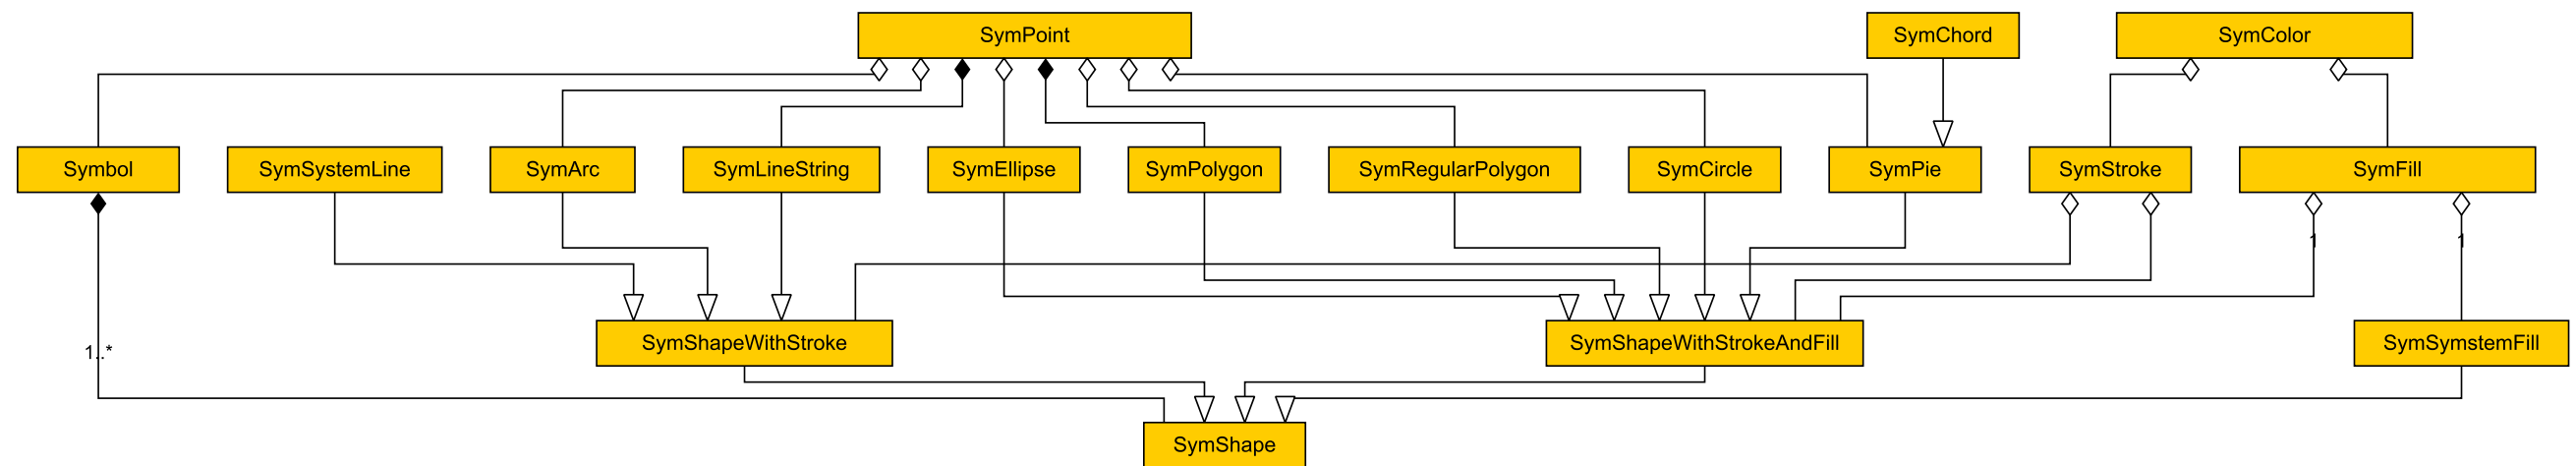 SymPoint
SymChord
SymColor
Symbol
SymSystemLine
SymArc
SymLineString
SymEllipse
SymPolygon
SymRegularPolygon
SymCircle
SymPie
SymStroke
SymFill
1
1
1..*
SymShapeWithStroke
SymShapeWithStrokeAndFill
SymSymstemFill
SymShape